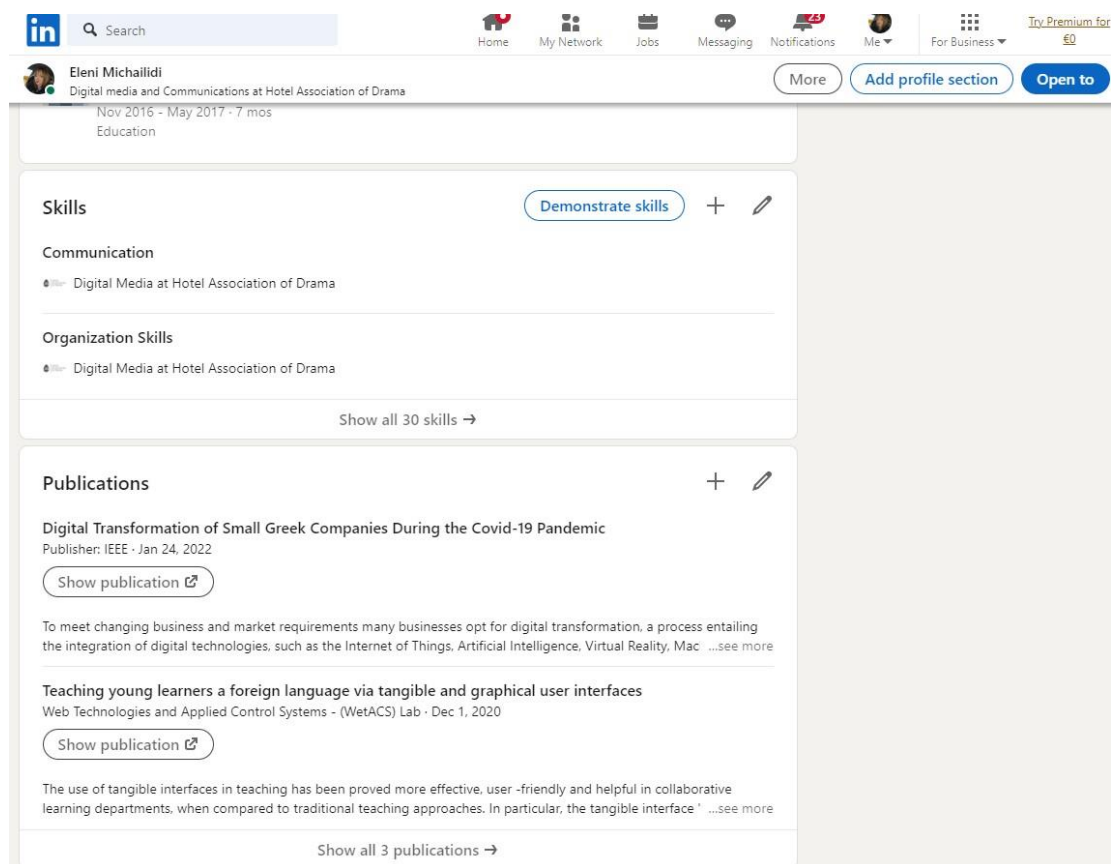 in
Search
23
Home
My Network
Jobs
Messaging
Notifications
Me
For Business
Try Premium for
€0
Eleni Michailidi
Digital media and Communications at Hotel Association of Drama
More
Add profile section
Open to
Nov 2016 - May 2017 · 7 mos
Education
Skills
Demonstrate skills
Communication
Digital Media at Hotel Association of Drama
Organization Skills
Digital Media at Hotel Association of Drama
Show all 30 skills →
Publications
Digital Transformation of Small Greek Companies During the Covid-19 Pandemic
Publisher: IEEE · Jan 24, 2022
Show publication
To meet changing business and market requirements many businesses opt for digital transformation, a process entailing
the integration of digital technologies, such as the Internet of Things, Artificial Intelligence, Virtual Reality, Mac ...see more
Teaching young learners a foreign language via tangible and graphical user interfaces
Web Technologies and Applied Control Systems - (WetACS) Lab · Dec 1, 2020
Show publication
The use of tangible interfaces in teaching has been proved more effective, user -friendly and helpful in collaborative
learning departments, when compared to traditional teaching approaches. In particular, the tangible interface ' ...see more
Show all 3 publications →